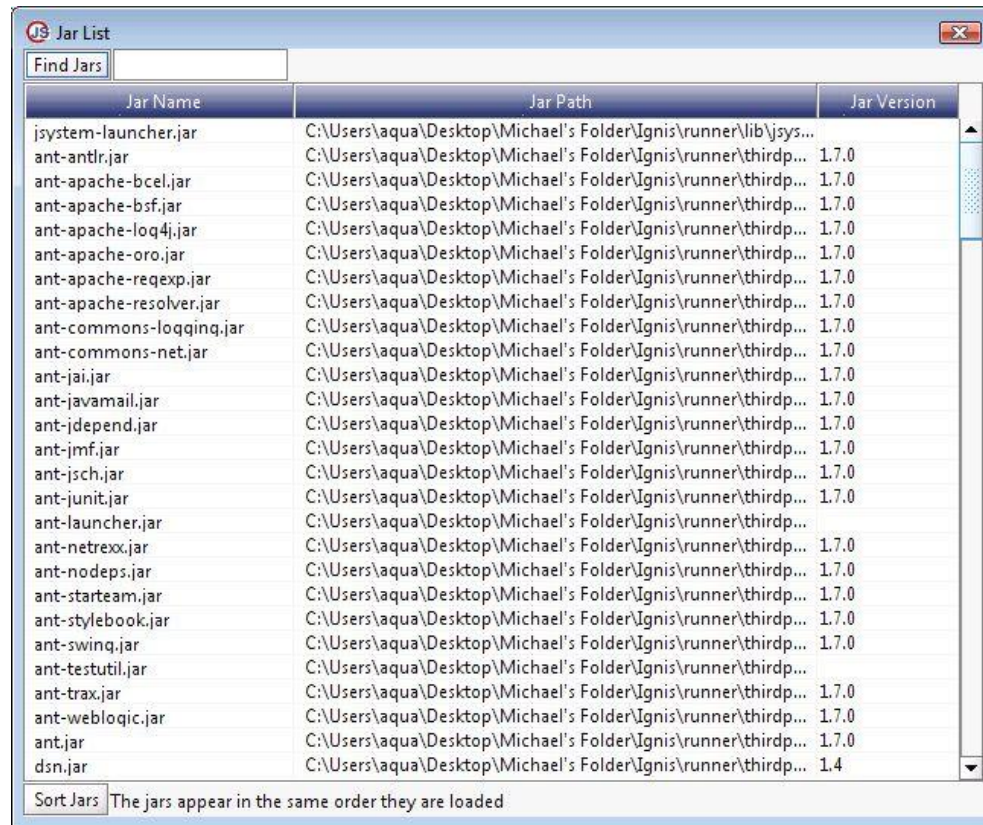 JS Jar List
Find Jars
Jar Name Jar Path Jar Version
jsystem-launcher.jar C:\Users\aqua\Desktop\Michael's Folder\Ignis\runner\lib\jsys...
ant-antlr.jar C:\Users\aqua\Desktop\Michael's Folder\Ignis\runner\thirdp... 1.7.0
ant-apache-bcel.jar C:\Users\aqua\Desktop\Michael's Folder\Ignis\runner\thirdp... 1.7.0
ant-apache-bsf.jar C:\Users\aqua\Desktop\Michael's Folder\Ignis\runner\thirdp... 1.7.0
ant-apache-log4j.jar C:\Users\aqua\Desktop\Michael's Folder\Ignis\runner\thirdp... 1.7.0
ant-apache-oro.jar C:\Users\aqua\Desktop\Michael's Folder\Ignis\runner\thirdp... 1.7.0
ant-apache-regexp.jar C:\Users\aqua\Desktop\Michael's Folder\Ignis\runner\thirdp... 1.7.0
ant-apache-resolver.jar C:\Users\aqua\Desktop\Michael's Folder\Ignis\runner\thirdp... 1.7.0
ant-commons-logging.jar C:\Users\aqua\Desktop\Michael's Folder\Ignis\runner\thirdp... 1.7.0
ant-commons-net.jar C:\Users\aqua\Desktop\Michael's Folder\Ignis\runner\thirdp... 1.7.0
ant-jai.jar C:\Users\aqua\Desktop\Michael's Folder\Ignis\runner\thirdp... 1.7.0
ant-javamail.jar C:\Users\aqua\Desktop\Michael's Folder\Ignis\runner\thirdp... 1.7.0
ant-jdepend.jar C:\Users\aqua\Desktop\Michael's Folder\Ignis\runner\thirdp... 1.7.0
ant-jmf.jar C:\Users\aqua\Desktop\Michael's Folder\Ignis\runner\thirdp... 1.7.0
ant-jsch.jar C:\Users\aqua\Desktop\Michael's Folder\Ignis\runner\thirdp... 1.7.0
ant-junit.jar C:\Users\aqua\Desktop\Michael's Folder\Ignis\runner\thirdp... 1.7.0
ant-launcher.jar C:\Users\aqua\Desktop\Michael's Folder\Ignis\runner\thirdp...
ant-netrexx.jar C:\Users\aqua\Desktop\Michael's Folder\Ignis\runner\thirdp... 1.7.0
ant-nodeps.jar C:\Users\aqua\Desktop\Michael's Folder\Ignis\runner\thirdp... 1.7.0
ant-starteam.jar C:\Users\aqua\Desktop\Michael's Folder\Ignis\runner\thirdp... 1.7.0
ant-stylebook.jar C:\Users\aqua\Desktop\Michael's Folder\Ignis\runner\thirdp... 1.7.0
ant-swing.jar C:\Users\aqua\Desktop\Michael's Folder\Ignis\runner\thirdp... 1.7.0
ant-testutil.jar C:\Users\aqua\Desktop\Michael's Folder\Ignis\runner\thirdp...
ant-trax.jar C:\Users\aqua\Desktop\Michael's Folder\Ignis\runner\thirdp... 1.7.0
ant-weblogic.jar C:\Users\aqua\Desktop\Michael's Folder\Ignis\runner\thirdp... 1.7.0
ant.jar C:\Users\aqua\Desktop\Michael's Folder\Ignis\runner\thirdp... 1.7.0
dsn.jar C:\Users\aqua\Desktop\Michael's Folder\Ignis\runner\thirdp... 1.4
Sort Jars The jars appear in the same order they are loaded